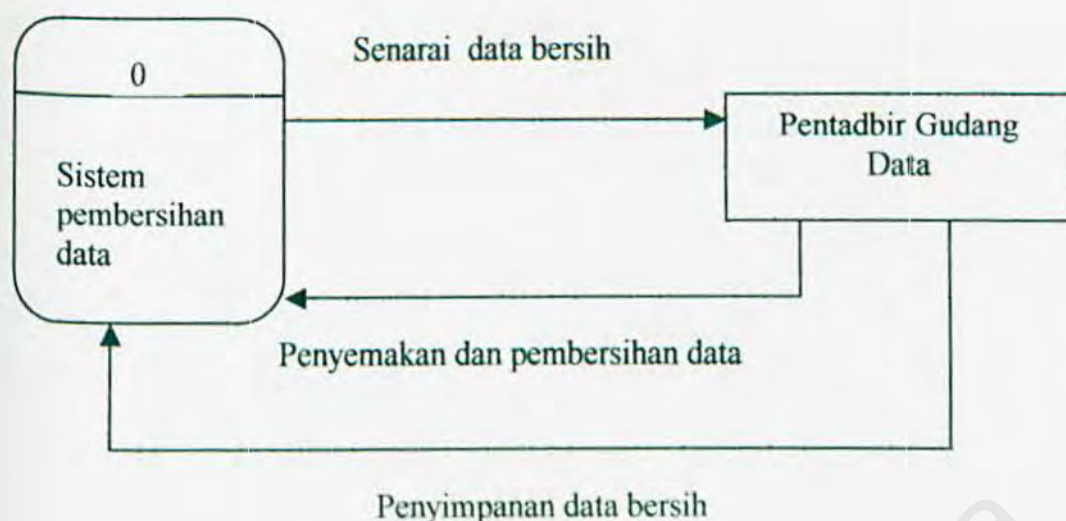 Senarai data bersih
0
Sistem
pembersihan
data
Pentadbir Gudang
Data
Penyemakan dan pembersihan data
Penyimpanan data bersih